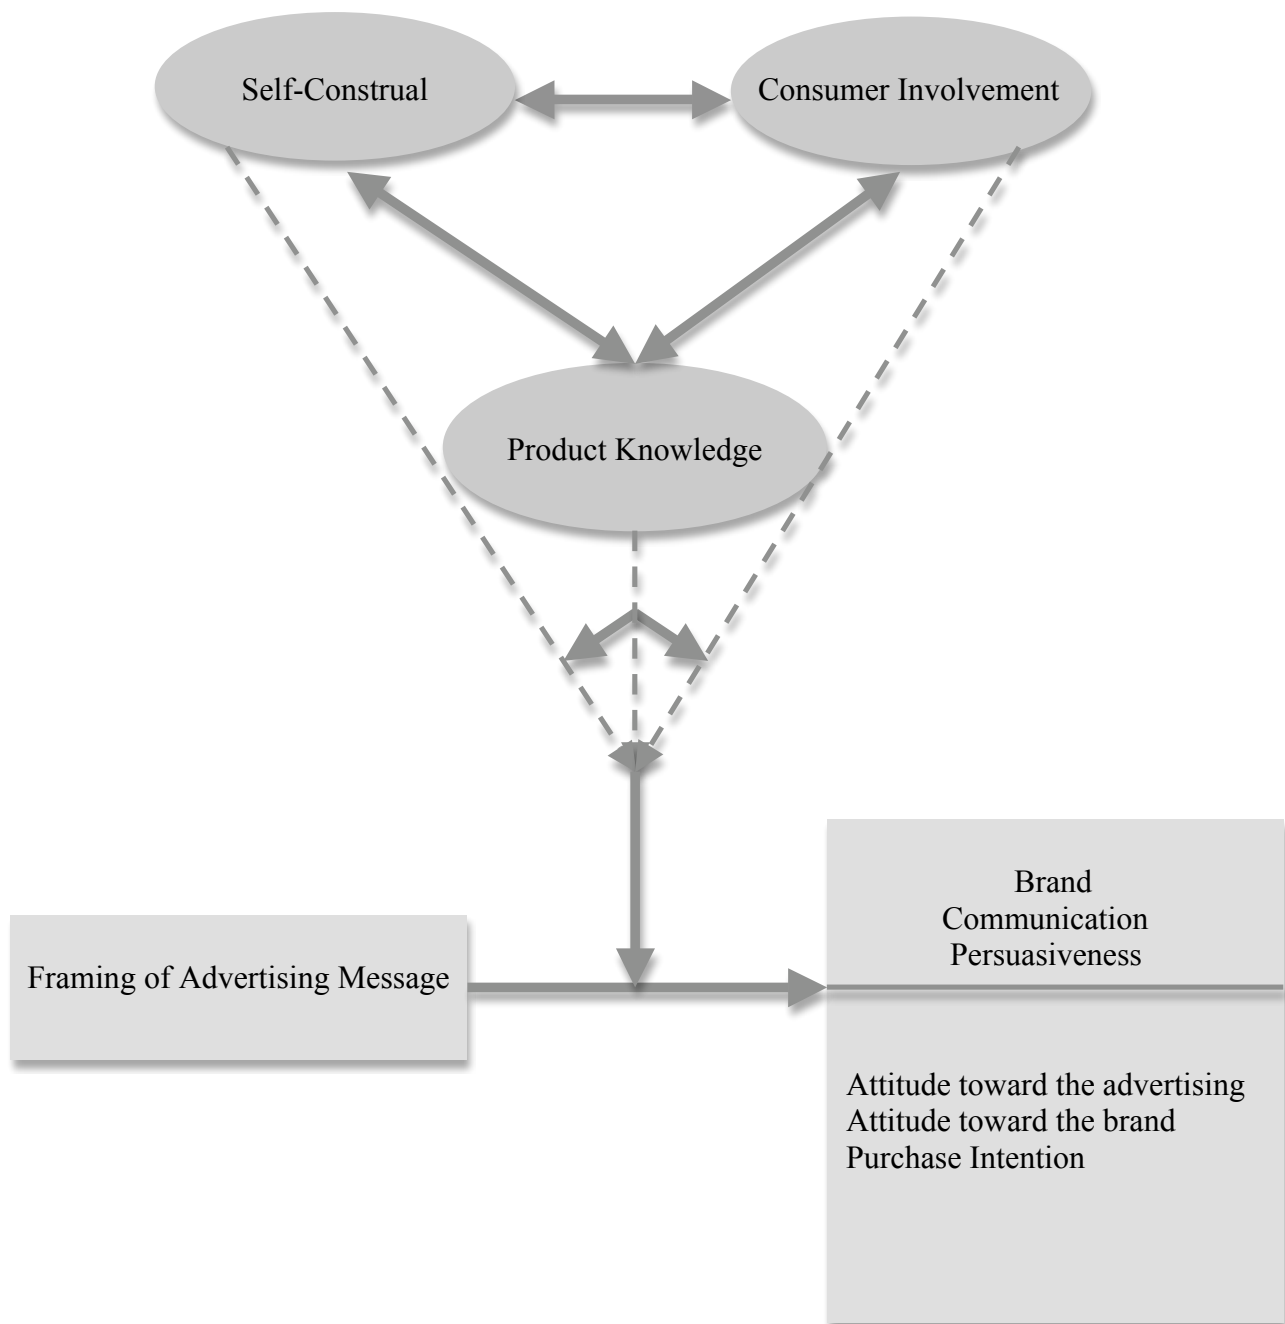 Self-Construal
Consumer Involvement
Product Knowledge
Framing of Advertising Message
Brand
Communication
Persuasiveness
Attitude toward the advertising
Attitude toward the brand
Purchase Intention